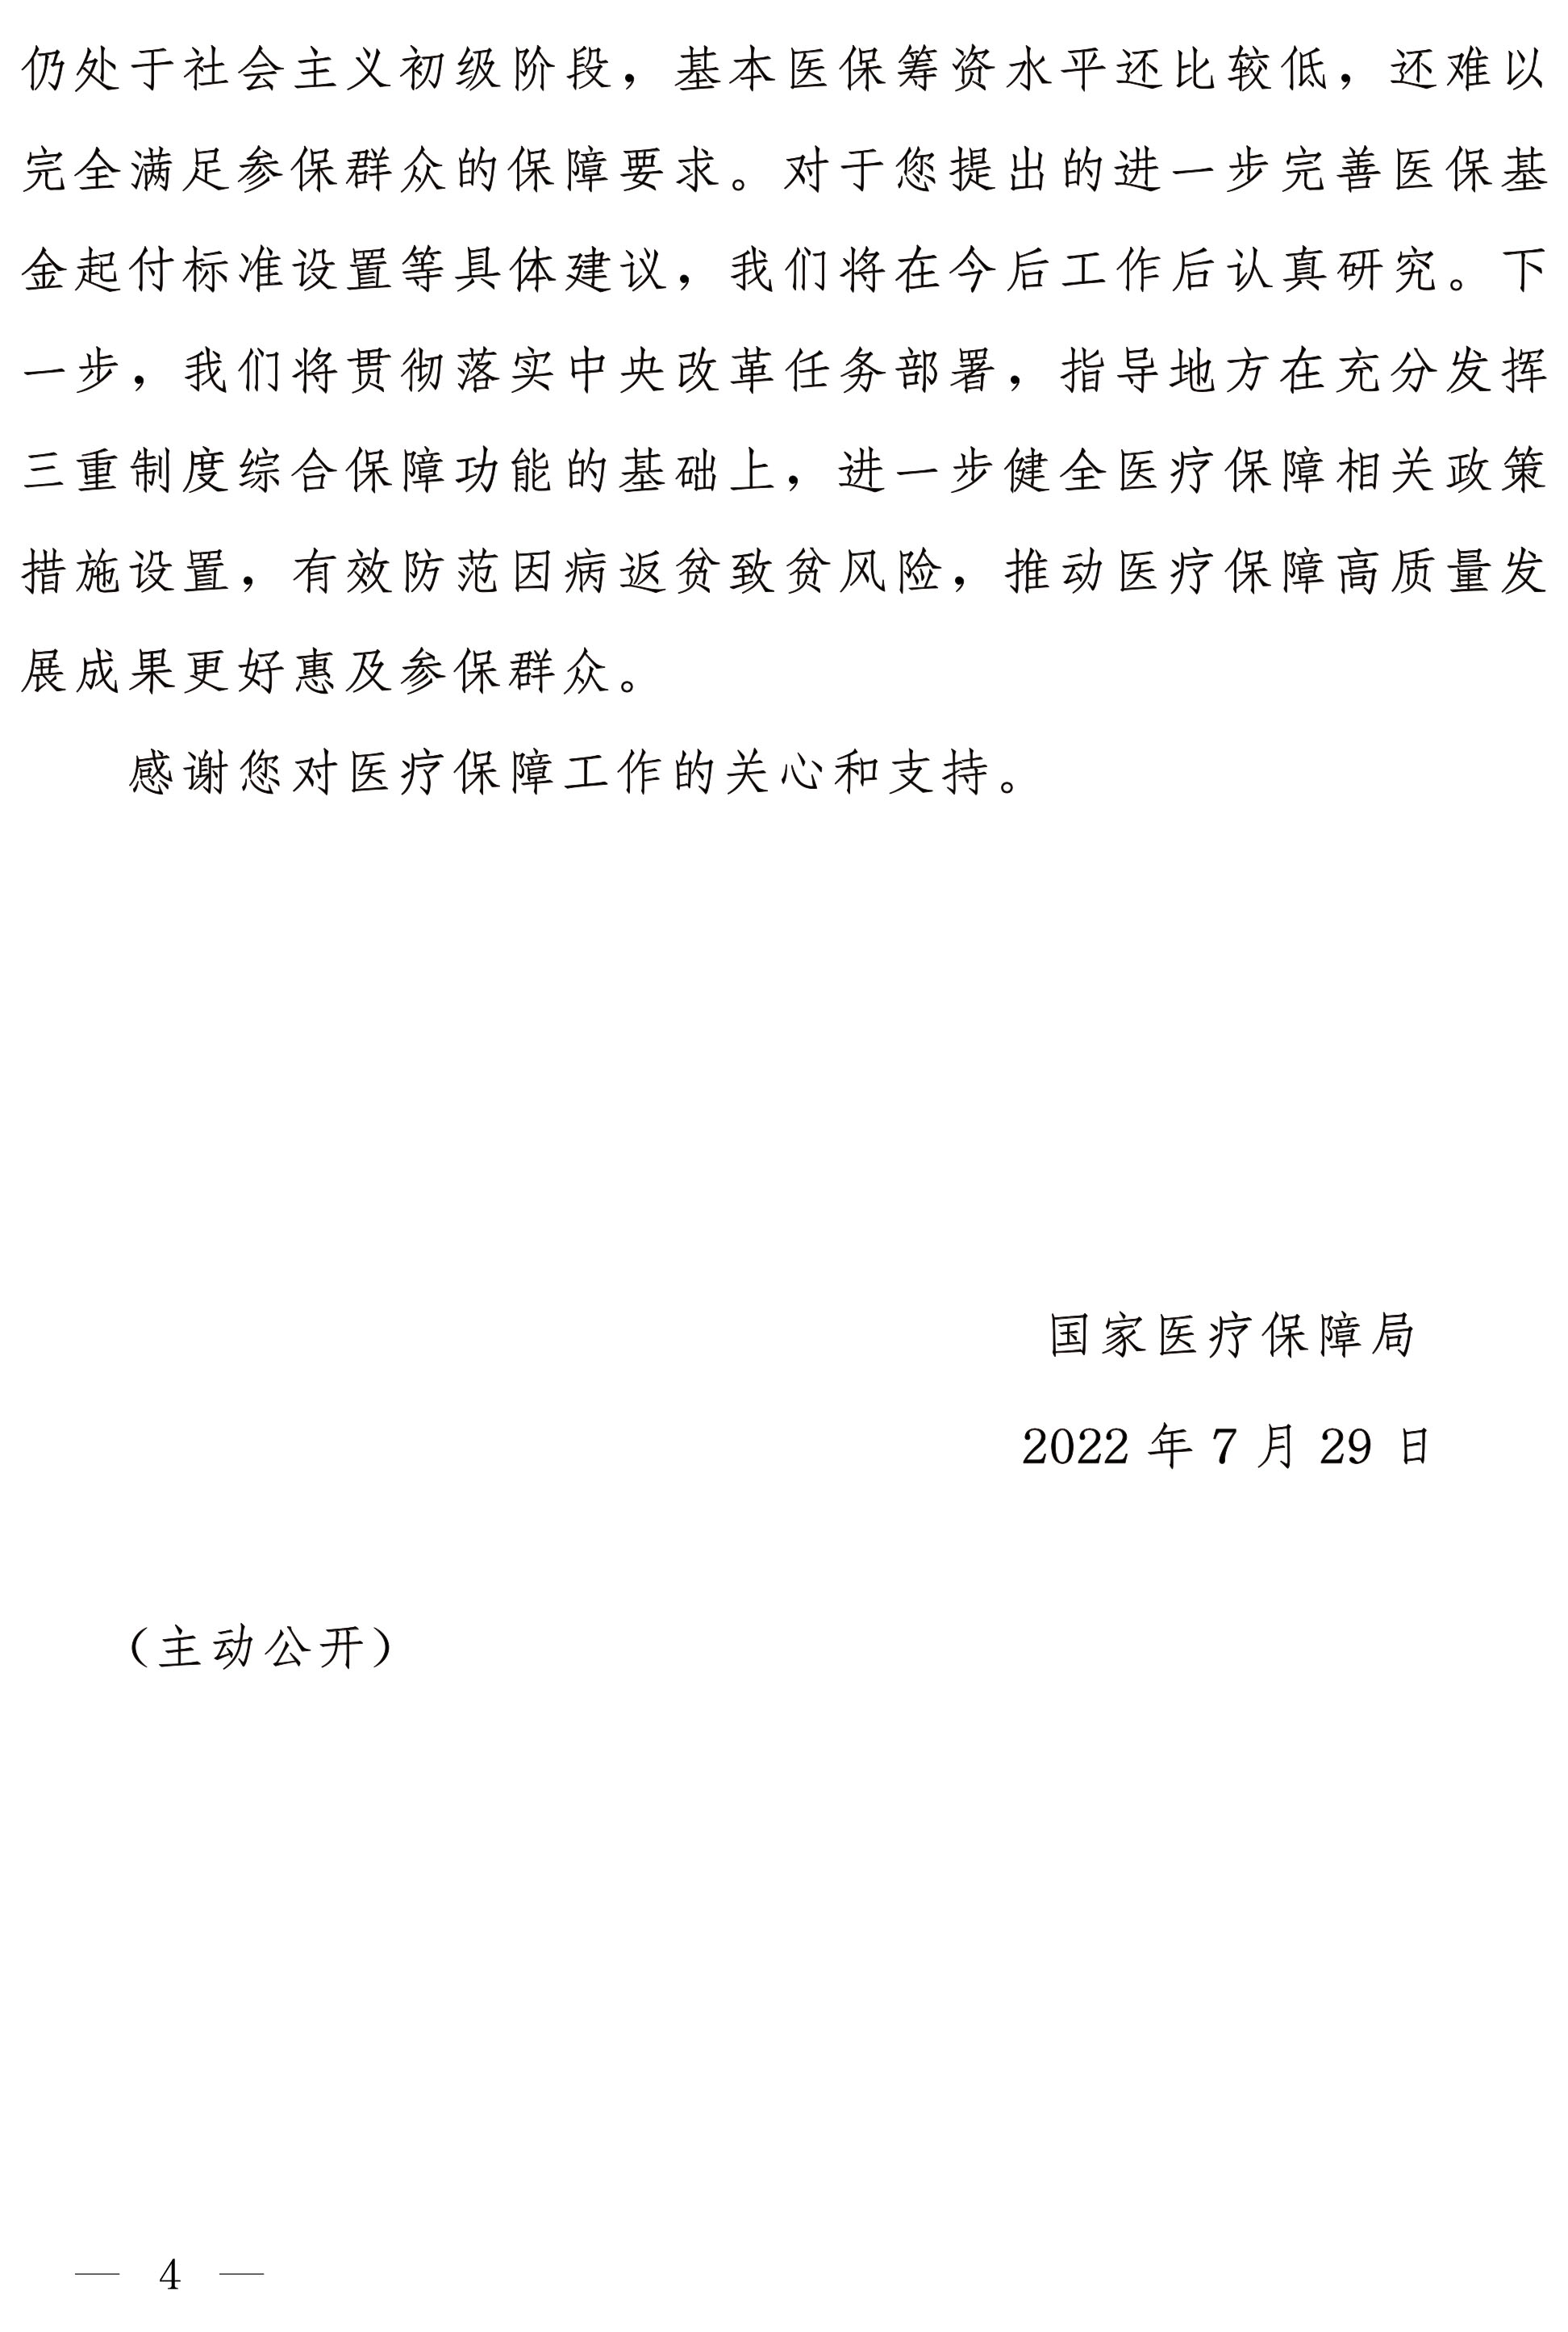 仍处于社会主义初级阶段，基本医保筹资水平还比较低，还难以
完全满足参保群众的保障要求。对于您提出的进一步完善医保基
金起付标准设置等具体建议，我们将在今后工作后认真研究。下
一步，我们将贯彻落实中央改革任务部署，指导地方在充分发挥
三重制度综合保障功能的基础上，进一步健全医疗保障相关政策
措施设置，有效防范因病返贫致贫风险，推动医疗保障高质量发
展成果更好惠及参保群众。
感谢您对医疗保障工作的关心和支持。
国家医疗保障局
2022 年 7 月 29 日
（主动公开）
— 4 —